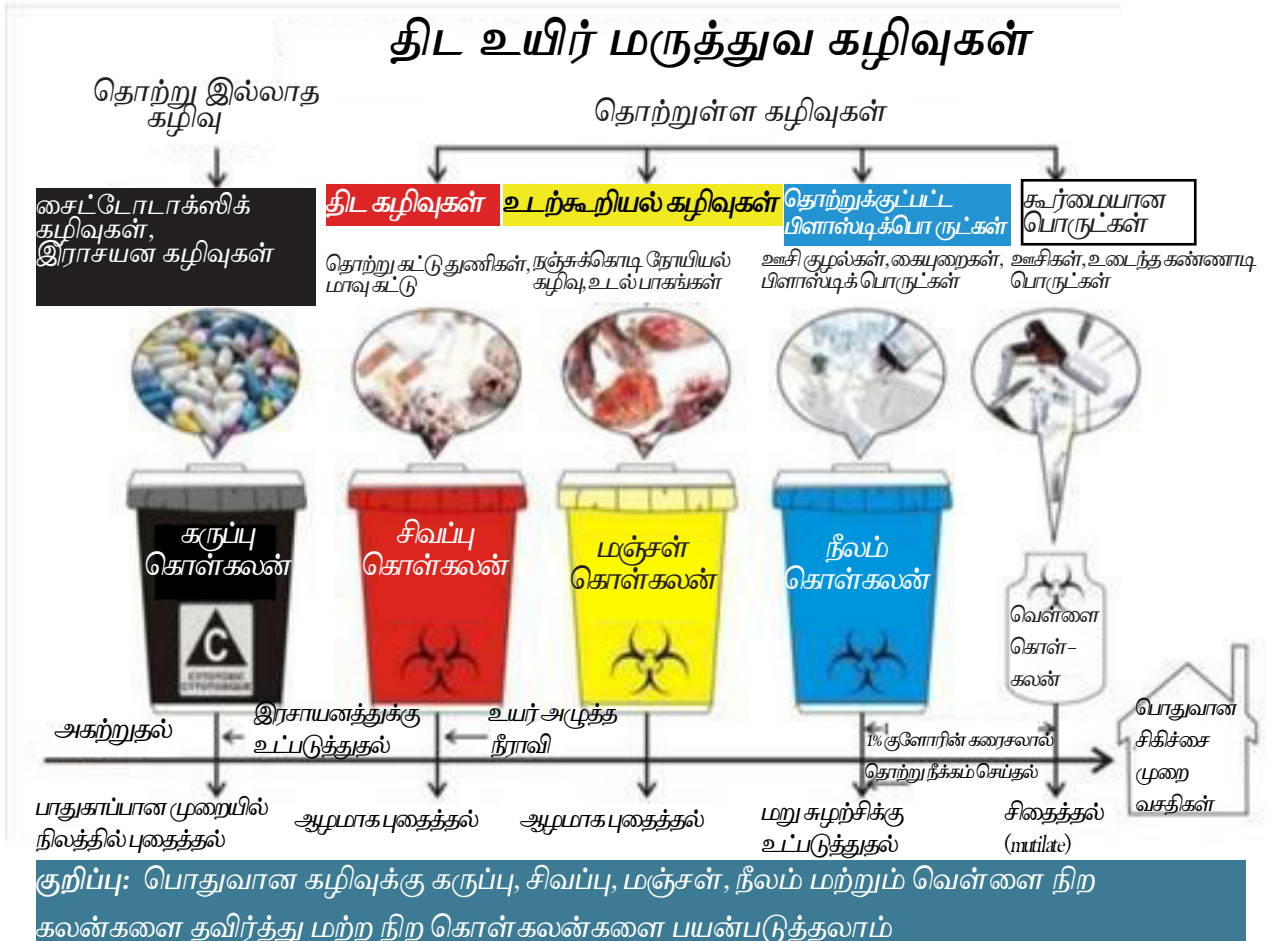 திட உயிர் மருத்துவ கழிவுகள்
தொற்று இல்லாத
கழிவு
தொற்றுள்ள கழிவுகள்
சைட்டோடாக்ஸிக்
கழிவுகள்,
இராசயன கழிவுகள்
திட கழிவுகள்
உடற்கூறியல் கழிவுகள்
தொற்றுக்குட்பட்ட
பிளாஸ்டிக்பொருட்கள்
கூர்மையான
பொருட்கள்
தொற்று கட்டு துணிகள்,
மாவு கட்டு
நஞ்சுக்கொடி நோயியல்
கழிவு, உடல் பாகங்கள்
ஊசி குழல்கள், கையுறைகள்,
பிளாஸ்டிக் பொருட்கள்
ஊசிகள், உடைந்த கண்ணாடி
பொருட்கள்
கருப்பு
கொள்கலன்
C
CYTOTOXIC
CYTOTOXIQUE
சிவப்பு
கொள்கலன்
மஞ்சள்
கொள்கலன்
நீலம்
கொள்கலன்
வெள்ளை
கொள்-
கலன்
அகற்றுதல்
இரசாயனத்துக்கு
உட்படுத்துதல்
உயர் அழுத்த
நீராவி
1% குளோரின் கரைசலால்
தொற்று நீக்கம் செய்தல்
பொதுவான
சிகிச்சை
முறை
வசதிகள்
பாதுகாப்பான முறையில்
நிலத்தில் புதைத்தல்
ஆழமாக புதைத்தல்
ஆழமாக புதைத்தல்
மறு சுழற்சிக்கு
உட்படுத்துதல்
சிதைத்தல்
(mutilate)
குறிப்பு: பொதுவான கழிவுக்கு கருப்பு, சிவப்பு, மஞ்சள், நீலம் மற்றும் வெள்ளை நிற
கலன்களை தவிர்த்து மற்ற நிற கொள்கலன்களை பயன்படுத்தலாம்